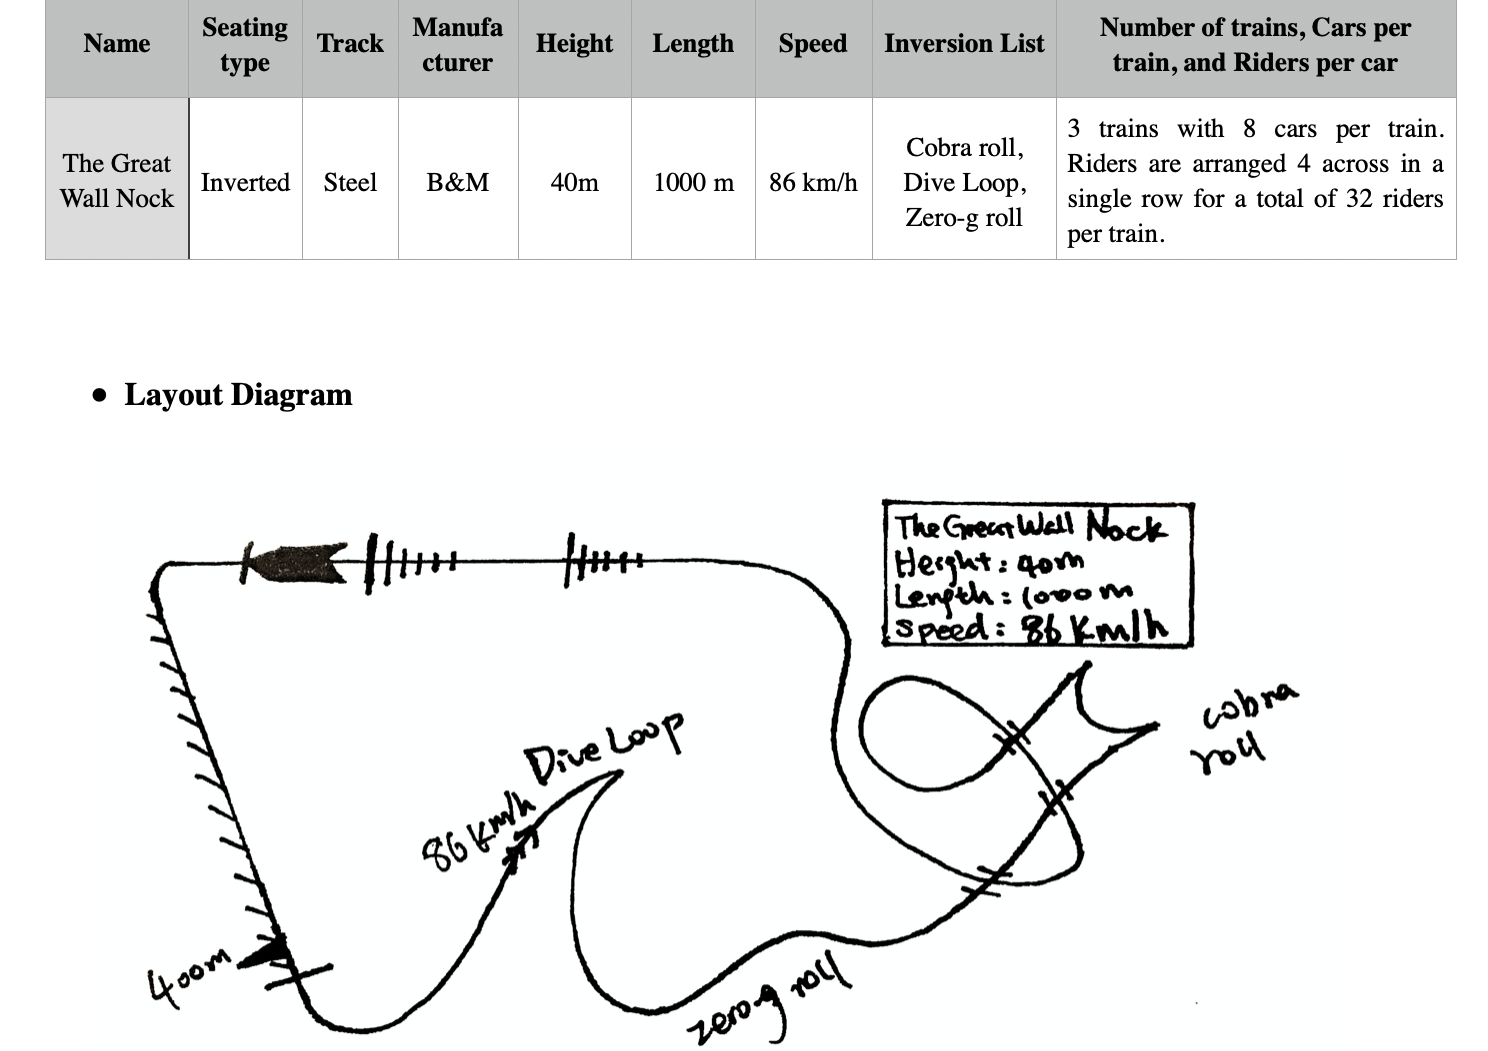 Name
Seating
type
Track
Manufa
cturer
Height
Length
Speed
Inversion List
Number of trains, Cars per
train, and Riders per car
The Great
Wall Nock
Inverted
Steel
B&M
40m
1000 m
86 km/h
Cobra roll,
Dive Loop,
Zero-g roll
3 trains with 8 cars per train.
Riders are arranged 4 across in a
single row for a total of 32 riders
per train.
• Layout Diagram
The Great Wall Nock
Height: 40m
Length: 1000m
Speed: 86 Km/h
cobra
roll
Dive Loop
86 Km/h
400m
zero-g roll